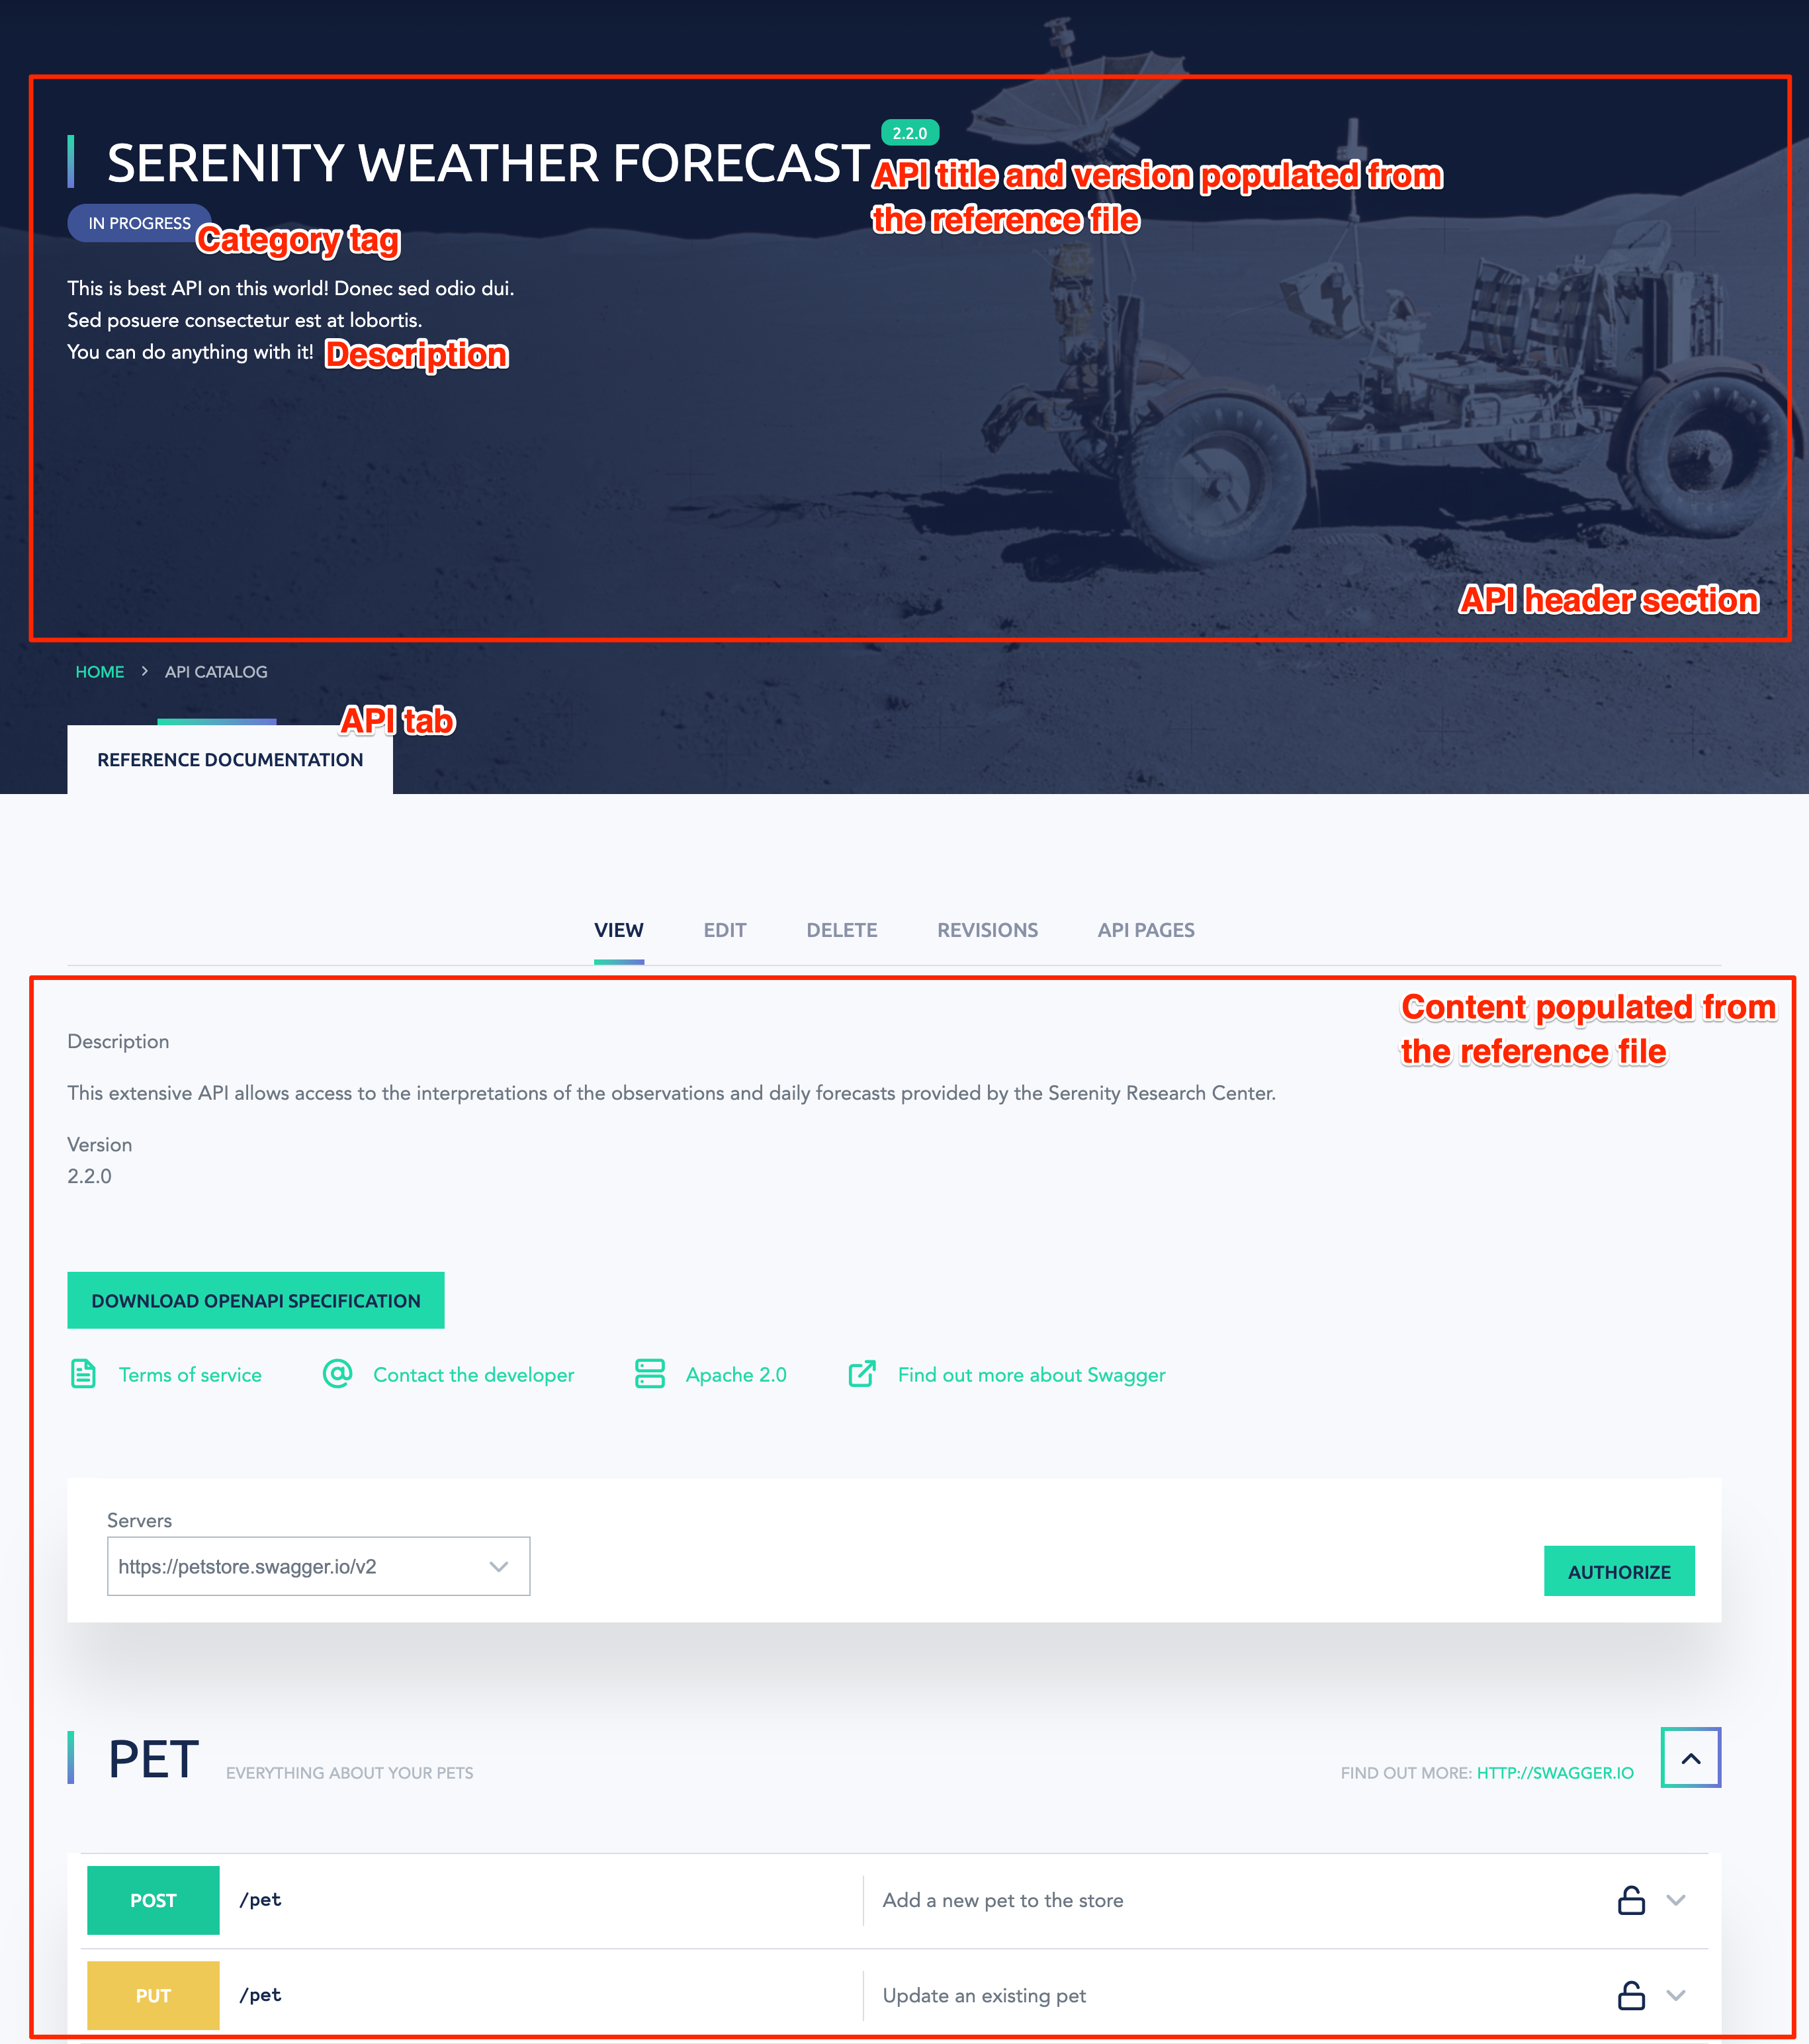 2.2.0
SERENITY WEATHER FORECAST
API title and version populated from
the reference file
IN PROGRESS
Category tag
This is best API on this world! Donec sed odio dui.
Sed posuere consectetur est at lobortis.
You can do anything with it!
Description
API header section
HOME > API CATALOG
API tab
REFERENCE DOCUMENTATION
VIEW EDIT DELETE REVISIONS API PAGES
Content populated from
the reference file
Description
This extensive API allows access to the interpretations of the observations and daily forecasts provided by the Serenity Research Center.
Version
2.2.0
DOWNLOAD OPENAPI SPECIFICATION
Terms of service Contact the developer Apache 2.0 Find out more about Swagger
Servers
https://petstore.swagger.io/v2
AUTHORIZE
PET EVERYTHING ABOUT YOUR PETS FIND OUT MORE: HTTP://SWAGGER.IO
POST /pet Add a new pet to the store
PUT /pet Update an existing pet